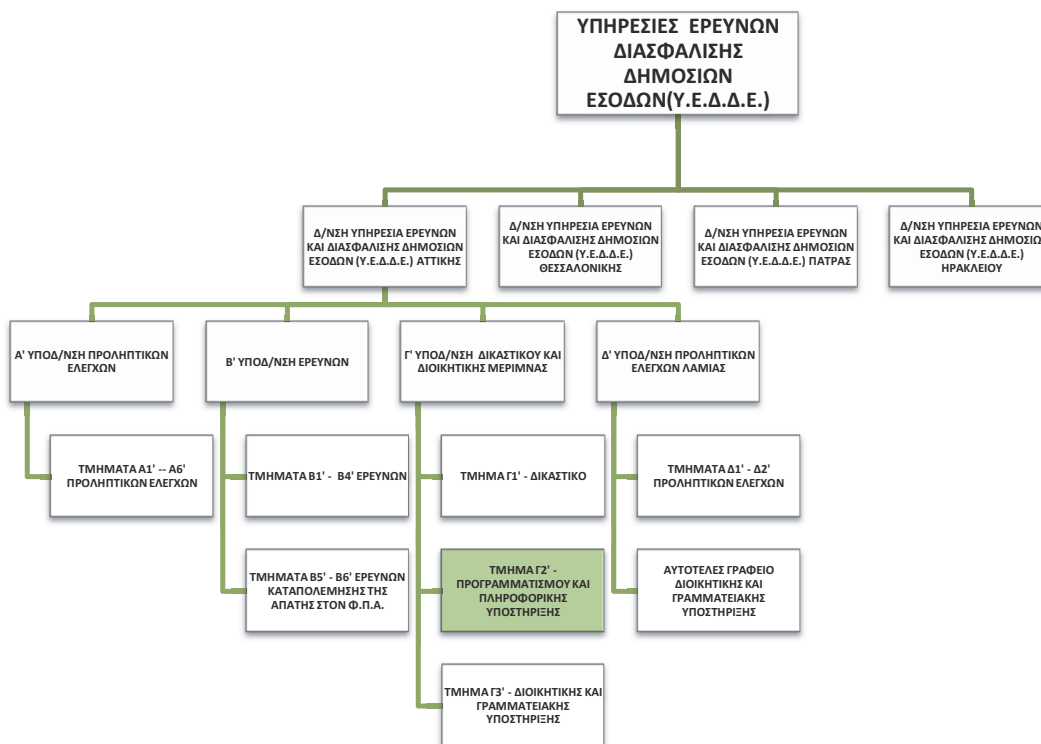 ΥΠΗΡΕΣΙΕΣ ΕΡΕΥΝΩΝ
ΔΙΑΣΦΑΛΙΣΗΣ
ΔΗΜΟΣΙΩΝ
ΕΣΟΔΩΝ(Υ.Ε.Δ.Δ.Ε.)
Δ/ΝΣΗ ΥΠΗΡΕΣΙΑ ΕΡΕΥΝΩΝ
ΚΑΙ ΔΙΑΣΦΑΛΙΣΗΣ ΔΗΜΟΣΙΩΝ
ΕΣΟΔΩΝ (Υ.Ε.Δ.Δ.Ε.) ΑΤΤΙΚΗΣ
Δ/ΝΣΗ ΥΠΗΡΕΣΙΑ ΕΡΕΥΝΩΝ
ΚΑΙ ΔΙΑΣΦΑΛΙΣΗΣ ΔΗΜΟΣΙΩΝ
ΕΣΟΔΩΝ (Υ.Ε.Δ.Δ.Ε.)
ΘΕΣΣΑΛΟΝΙΚΗΣ
Δ/ΝΣΗ ΥΠΗΡΕΣΙΑ ΕΡΕΥΝΩΝ
ΚΑΙ ΔΙΑΣΦΑΛΙΣΗΣ ΔΗΜΟΣΙΩΝ
ΕΣΟΔΩΝ (Υ.Ε.Δ.Δ.Ε.) ΠΑΤΡΑΣ
Δ/ΝΣΗ ΥΠΗΡΕΣΙΑ ΕΡΕΥΝΩΝ
ΚΑΙ ΔΙΑΣΦΑΛΙΣΗΣ ΔΗΜΟΣΙΩΝ
ΕΣΟΔΩΝ (Υ.Ε.Δ.Δ.Ε.)
ΗΡΑΚΛΕΙΟΥ
Α' ΥΠΟΔ/ΝΣΗ ΠΡΟΛΗΠΤΙΚΩΝ
ΕΛΕΓΧΩΝ
Β' ΥΠΟΔ/ΝΣΗ ΕΡΕΥΝΩΝ
Γ' ΥΠΟΔ/ΝΣΗ ΔΙΚΑΣΤΙΚΟΥ ΚΑΙ
ΔΙΟΙΚΗΤΙΚΗΣ ΜΕΡΙΜΝΑΣ
Δ' ΥΠΟΔ/ΝΣΗ ΠΡΟΛΗΠΤΙΚΩΝ
ΕΛΕΓΧΩΝ ΛΑΜΙΑΣ
ΤΜΗΜΑΤΑ Α1' -- Α6'
ΠΡΟΛΗΠΤΙΚΩΝ ΕΛΕΓΧΩΝ
ΤΜΗΜΑΤΑ Β1' - Β4' ΕΡΕΥΝΩΝ
ΤΜΗΜΑ Γ1' - ΔΙΚΑΣΤΙΚΟ
ΤΜΗΜΑΤΑ Δ1' - Δ2'
ΠΡΟΛΗΠΤΙΚΩΝ ΕΛΕΓΧΩΝ
ΤΜΗΜΑΤΑ Β5' - Β6' ΕΡΕΥΝΩΝ
ΚΑΤΑΠΟΛΕΜΗΣΗΣ ΤΗΣ
ΑΠΑΤΗΣ ΣΤΟΝ Φ.Π.Α.
ΤΜΗΜΑ Γ2' -
ΠΡΟΓΡΑΜΜΑΤΙΣΜΟΥ ΚΑΙ
ΠΛΗΡΟΦΟΡΙΚΗΣ
ΥΠΟΣΤΗΡΙΞΗΣ
ΑΥΤΟΤΕΛΕΣ ΓΡΑΦΕΙΟ
ΔΙΟΙΚΗΤΙΚΗΣ ΚΑΙ
ΓΡΑΜΜΑΤΕΙΑΚΗΣ
ΥΠΟΣΤΗΡΙΞΗΣ
ΤΜΗΜΑ Γ3' - ΔΙΟΙΚΗΤΙΚΗΣ ΚΑΙ
ΓΡΑΜΜΑΤΕΙΑΚΗΣ
ΥΠΟΣΤΗΡΙΞΗΣ